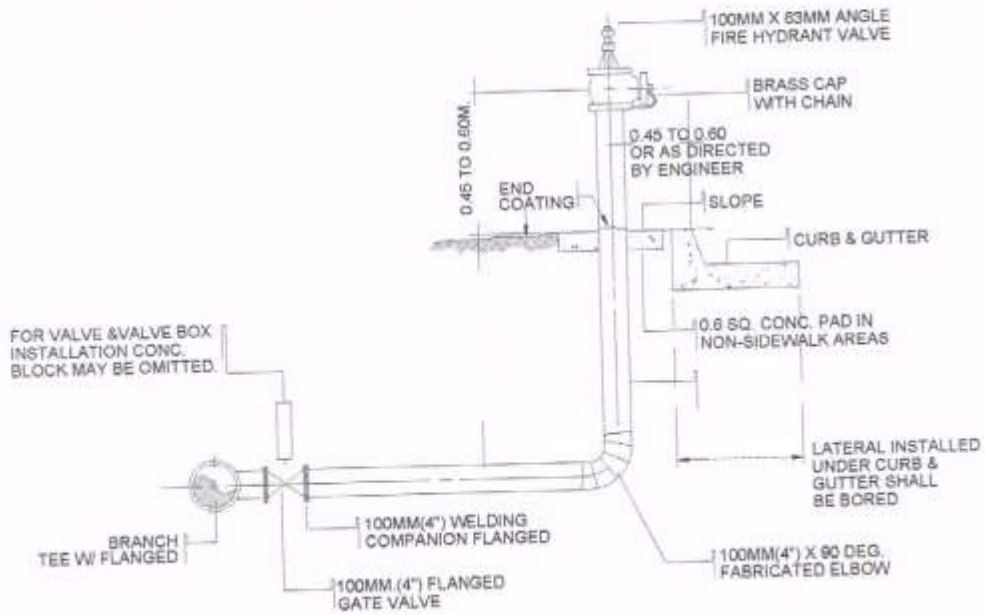 100MM X 63MM ANGLE
FIRE HYDRANT VALVE
BRASS CAP
WITH CHAIN
0.45 TO 0.60M.
0.45 TO 0.60
OR AS DIRECTED
BY ENGINEER
END
COATING
SLOPE
CURB & GUTTER
FOR VALVE &VALVE BOX
INSTALLATION CONC.
BLOCK MAY BE OMITTED.
0.6 SQ. CONC. PAD IN
NON-SIDEWALK AREAS
LATERAL INSTALLED
UNDER CURB &
GUTTER SHALL
BE BORED
BRANCH
TEE W/ FLANGED
100MM(4") WELDING
COMPANION FLANGED
100MM(4") X 90 DEG.
FABRICATED ELBOW
100MM.(4") FLANGED
GATE VALVE